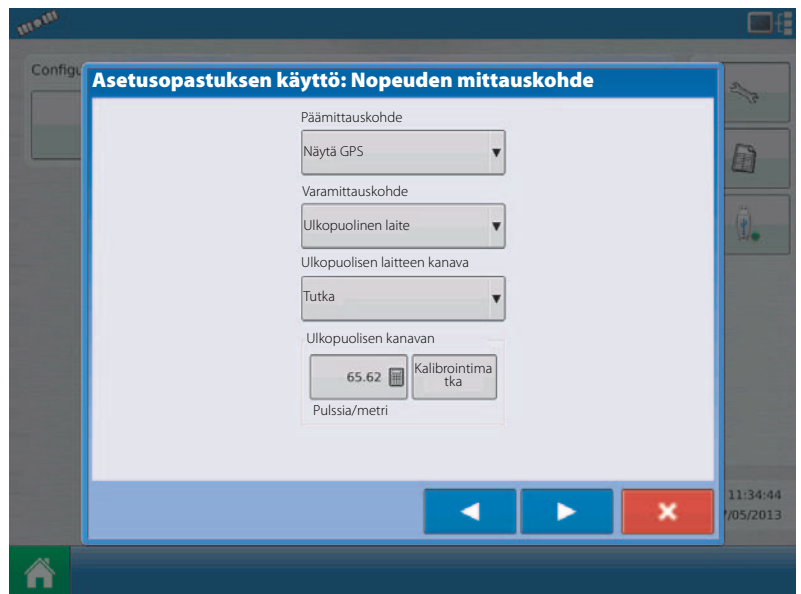 Configu
Asetusopastuksen käyttö: Nopeuden mittauskohde
Päämittauskohde
Näytä GPS
Varamittauskohde
Ulkopuolinen laite
Ulkopuolisen laitteen kanava
Tutka
Ulkopuolisen kanavan
65.62
Kalibrointima
tka
Pulssia/metri
11:34:44
/05/2013